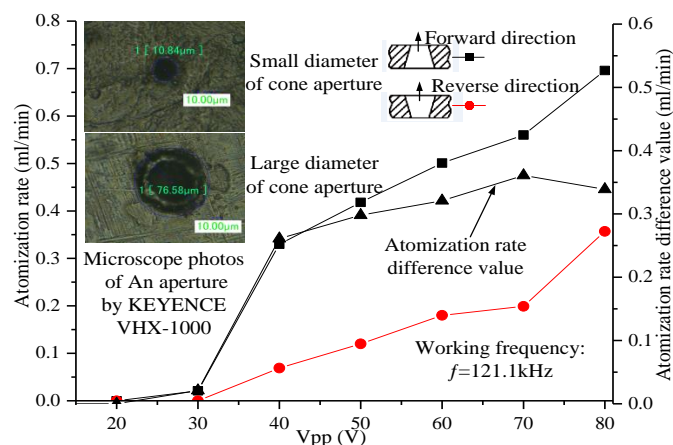 Atomization rate (ml/min)
0.8
0.7
0.6
0.5
0.4
0.3
0.2
0.1
0.0
1 [ 10.84μm ]
10.00μm
1 [ 76.58μm ]
10.00μm
Small diameter
of cone aperture
Large diameter
of cone aperture
Microscope photos
of An aperture
by KEYENCE
VHX-1000
Forward direction
Reverse direction
Atomization rate
difference value
Working frequency:
f=121.1kHz
20
30
40
50
60
70
80
Vpp (V)
0.6
0.5
0.4
0.3
0.2
0.1
0.0
Atomization rate difference value (ml/min)